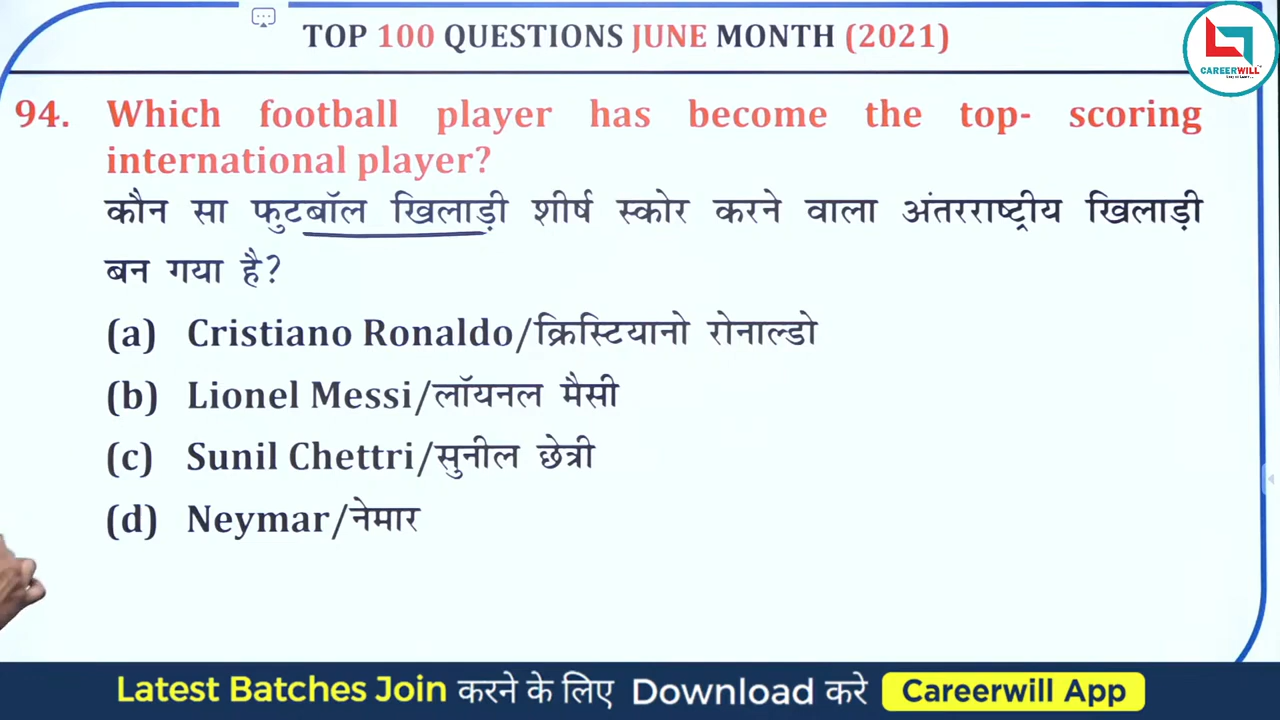 TOP 100 QUESTIONS JUNE MONTH (2021)
CAREERWILL
94. Which football player has become the top- scoring
international player?
कौन सा फुटबॉल खिलाड़ी शीर्ष स्कोर करने वाला अंतरराष्ट्रीय खिलाड़ी
बन गया है?
(a) Cristiano Ronaldo/क्रिस्टियानो रोनाल्डो
(b) Lionel Messi/लॉयनल मैसी
(c) Sunil Chettri/सुनील छेत्री
(d) Neymar/नेमार
Latest Batches Join करने के लिए Download करे Careerwill App